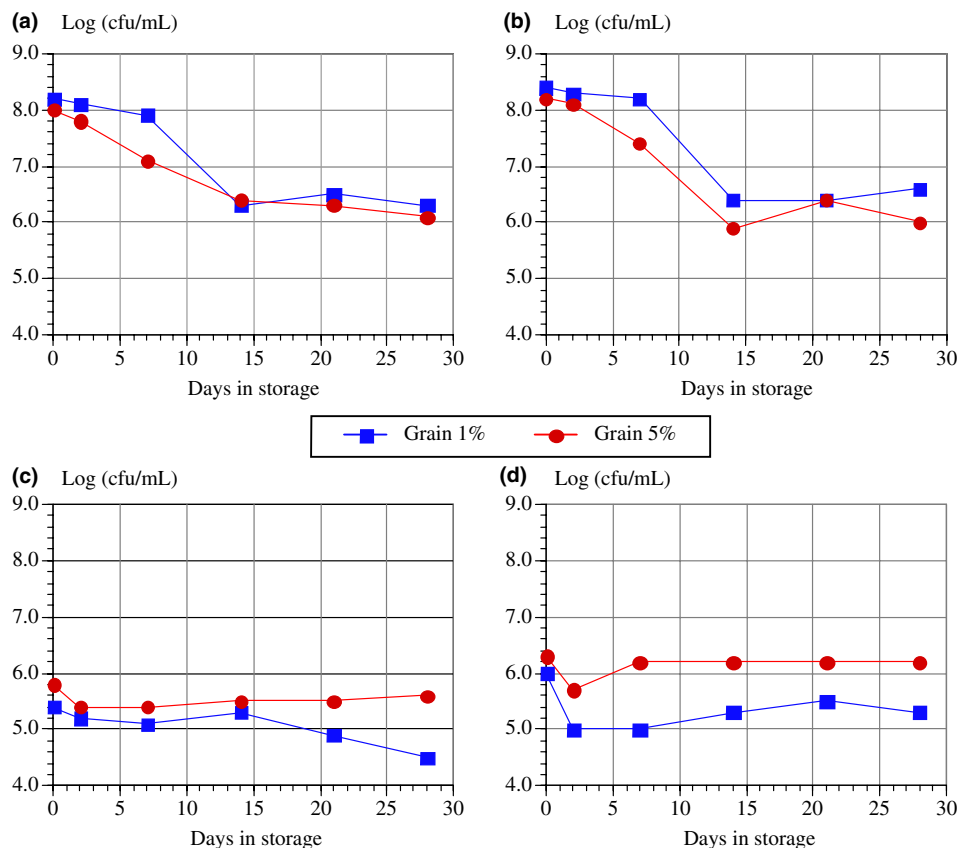 (a) Log (cfu/mL)
9.0
8.0
7.0
6.0
5.0
4.0
0 5 10 15 20 25 30
Days in storage
(b) Log (cfu/mL)
9.0
8.0
7.0
6.0
5.0
4.0
0 5 10 15 20 25 30
Days in storage
Grain 1% Grain 5%
(c) Log (cfu/mL)
9.0
8.0
7.0
6.0
5.0
4.0
0 5 10 15 20 25 30
Days in storage
(d) Log (cfu/mL)
9.0
8.0
7.0
6.0
5.0
4.0
0 5 10 15 20 25 30
Days in storage